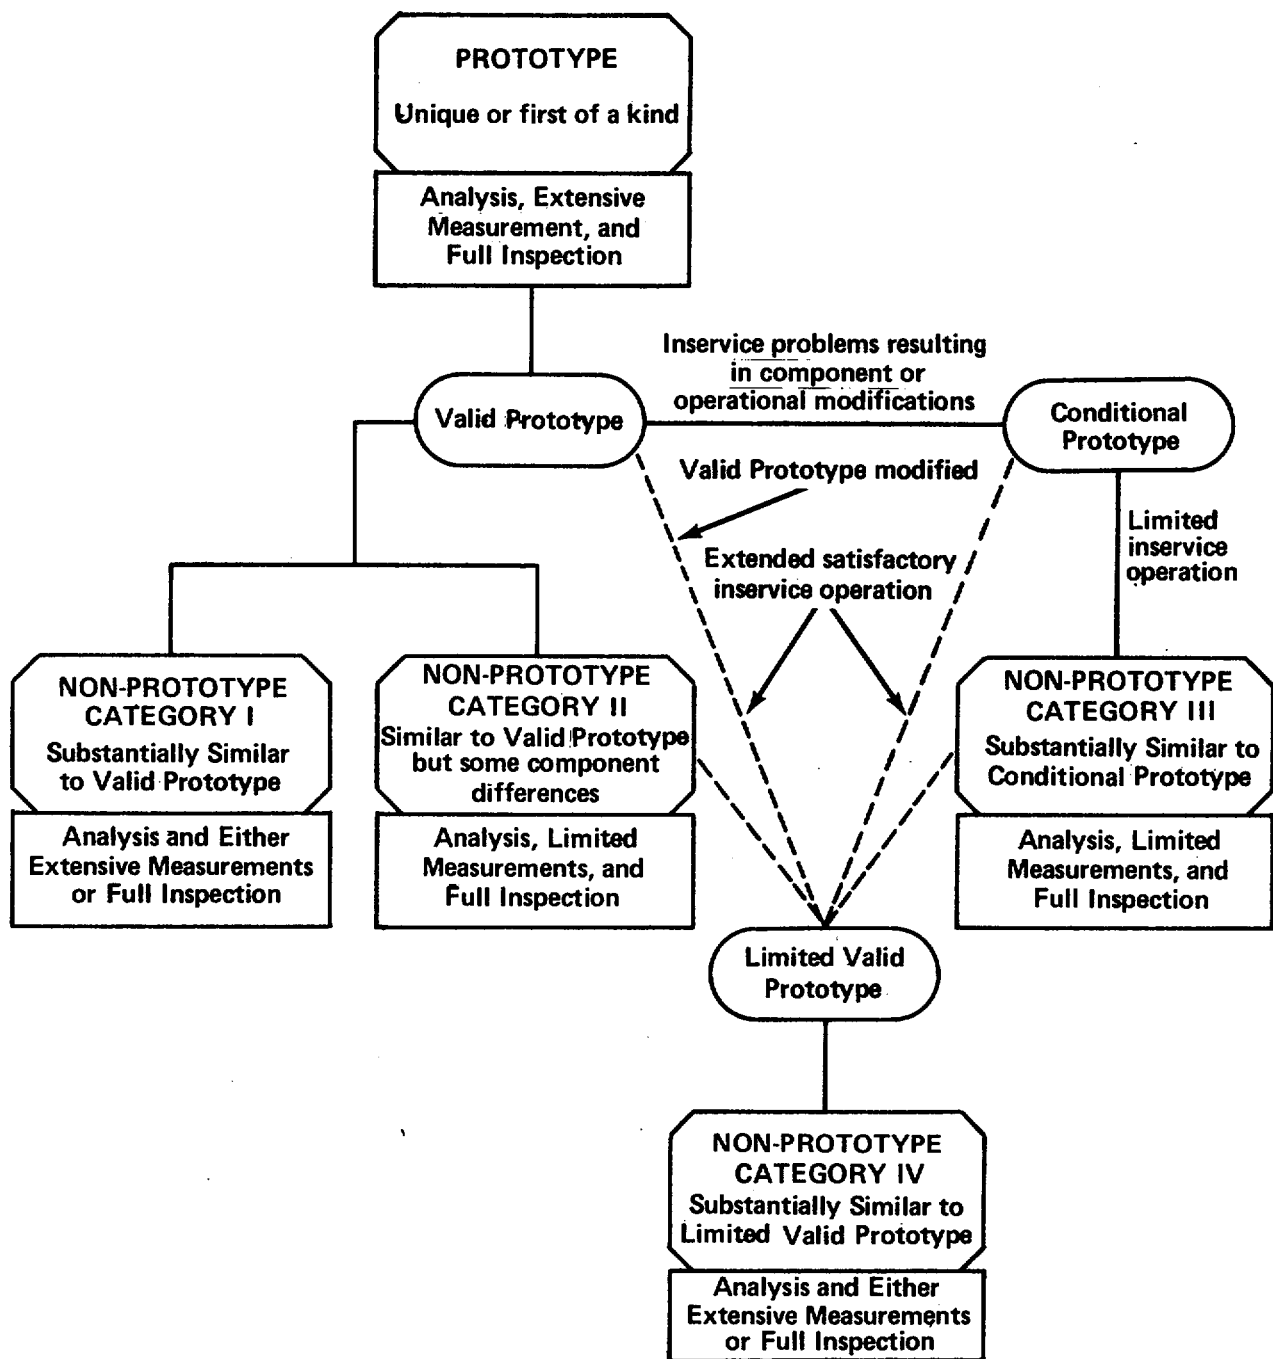 PROTOTYPE
Unique or first of a kind
Analysis, Extensive
Measurement, and
Full Inspection
Inservice problems resulting
in component or
operational modifications
Valid Prototype
Conditional
Prototype
Valid Prototype modified
Limited
inservice
operation
Extended satisfactory
inservice operation
NON-PROTOTYPE
CATEGORY I
Substantially Similar
to Valid Prototype
Analysis and Either
Extensive Measurements
or Full Inspection
NON-PROTOTYPE
CATEGORY II
Similar to Valid Prototype
but some component
differences
Analysis, Limited
Measurements, and
Full Inspection
NON-PROTOTYPE
CATEGORY III
Substantially Similar to
Conditional Prototype
Analysis, Limited
Measurements, and
Full Inspection
Limited Valid
Prototype
NON-PROTOTYPE
CATEGORY IV
Substantially Similar to
Limited Valid Prototype
Analysis and Either
Extensive Measurements
or Full Inspection